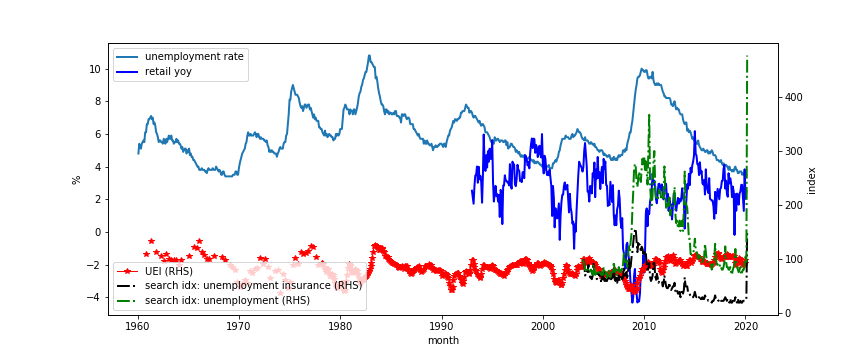 unemployment rate
retail yoy
10
8
6
4
2
0
−2
−4
%
400
300
200
100
0
index
UEI (RHS)
search idx: unemployment insurance (RHS)
search idx: unemployment (RHS)
1960 1970 1980 1990 2000 2010 2020
month